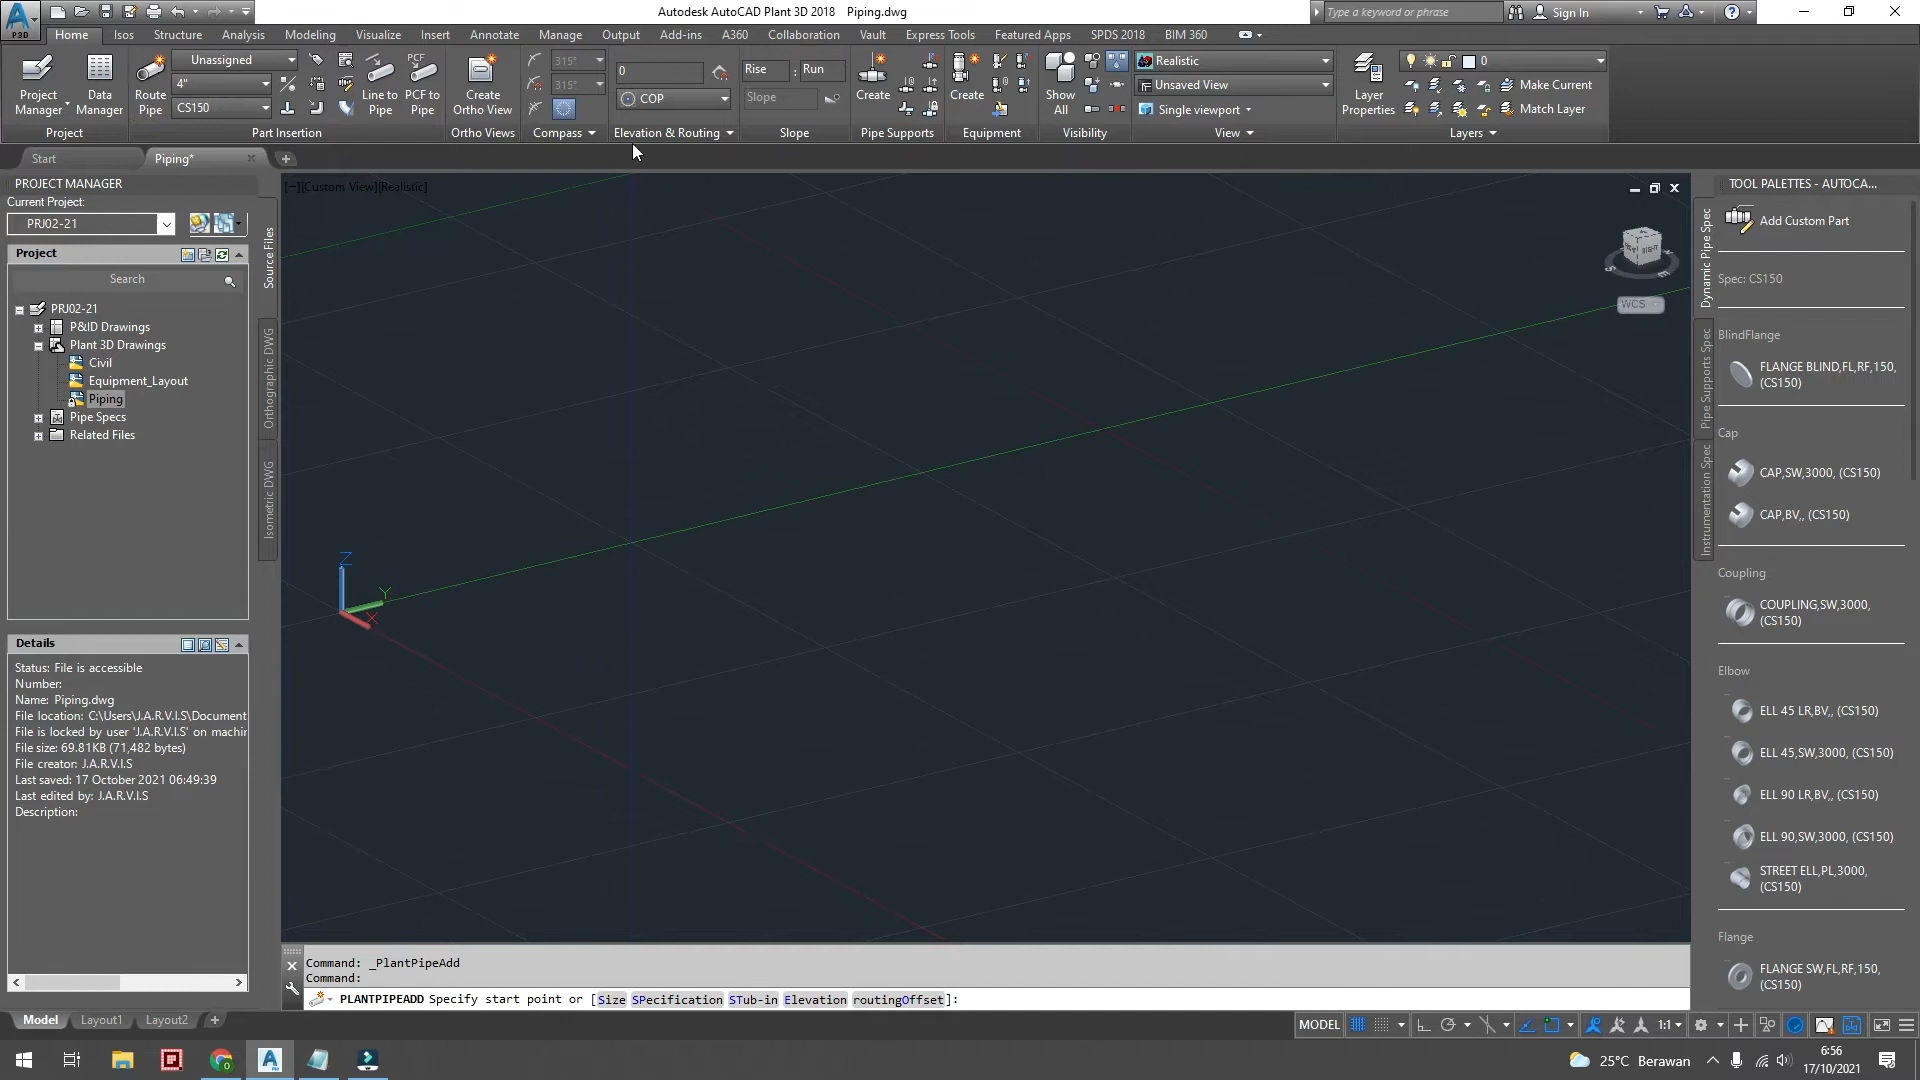 Autodesk AutoCAD Plant 3D 2018 Piping.dwg
Type a keyword or phrase
Sign In
P3D
Home Isos Structure Analysis Modeling Visualize Insert Annotate Manage Output Add-ins A360 Collaboration Vault Express Tools Featured Apps SPDS 2018 BIM 360
Project
Manager
Data
Manager
Project
Route
Pipe
Unassigned
4"
CS150
Line to
Pipe
PCF
PCF to
Pipe
Part Insertion
Create
Ortho View
Ortho Views
315°
315°
Compass
0
COP
Elevation & Routing
Rise : Run
Slope
Slope
Create
Pipe Supports
Create
Equipment
Show
All
Visibility
Realistic
Unsaved View
Single viewport
View
Layer
Properties
0
Make Current
Match Layer
Layers
Start
Piping*
PROJECT MANAGER
Current Project:
PRJ02-21
Project
Search
PRJ02-21
P&ID Drawings
Plant 3D Drawings
Civil
Equipment_Layout
Piping
Pipe Specs
Related Files
Source Files
Orthographic DWG
Isometric DWG
Details
Status: File is accessible
Number:
Name: Piping.dwg
File location: C:\Users\J.A.R.V.I.S\Document
File is locked by user 'J.A.R.V.I.S' on machin
File size: 69.81KB (71,482 bytes)
File creator: J.A.R.V.I.S
Last saved: 17 October 2021 06:49:39
Last edited by: J.A.R.V.I.S
Description:
[−][Custom View][Realistic]
RIGHT
S
E
WCS
Z
Y
X
TOOL PALETTES - AUTOCA...
Dynamic Pipe Spec
Pipe Supports Spec
Instrumentation Spec
Add Custom Part
Spec: CS150
BlindFlange
FLANGE BLIND,FL,RF,150,
(CS150)
Cap
CAP,SW,3000, (CS150)
CAP,BV,, (CS150)
Coupling
COUPLING,SW,3000,
(CS150)
Elbow
ELL 45 LR,BV,, (CS150)
ELL 45,SW,3000, (CS150)
ELL 90 LR,BV,, (CS150)
ELL 90,SW,3000, (CS150)
STREET ELL,PL,3000,
(CS150)
Flange
FLANGE SW,FL,RF,150,
(CS150)
Command: _PlantPipeAdd
Command:
PLANTPIPEADD Specify start point or [Size SPecification STub-in Elevation routingOffset]:
Model Layout1 Layout2
MODEL
1:1
25°C Berawan
6:56
17/10/2021